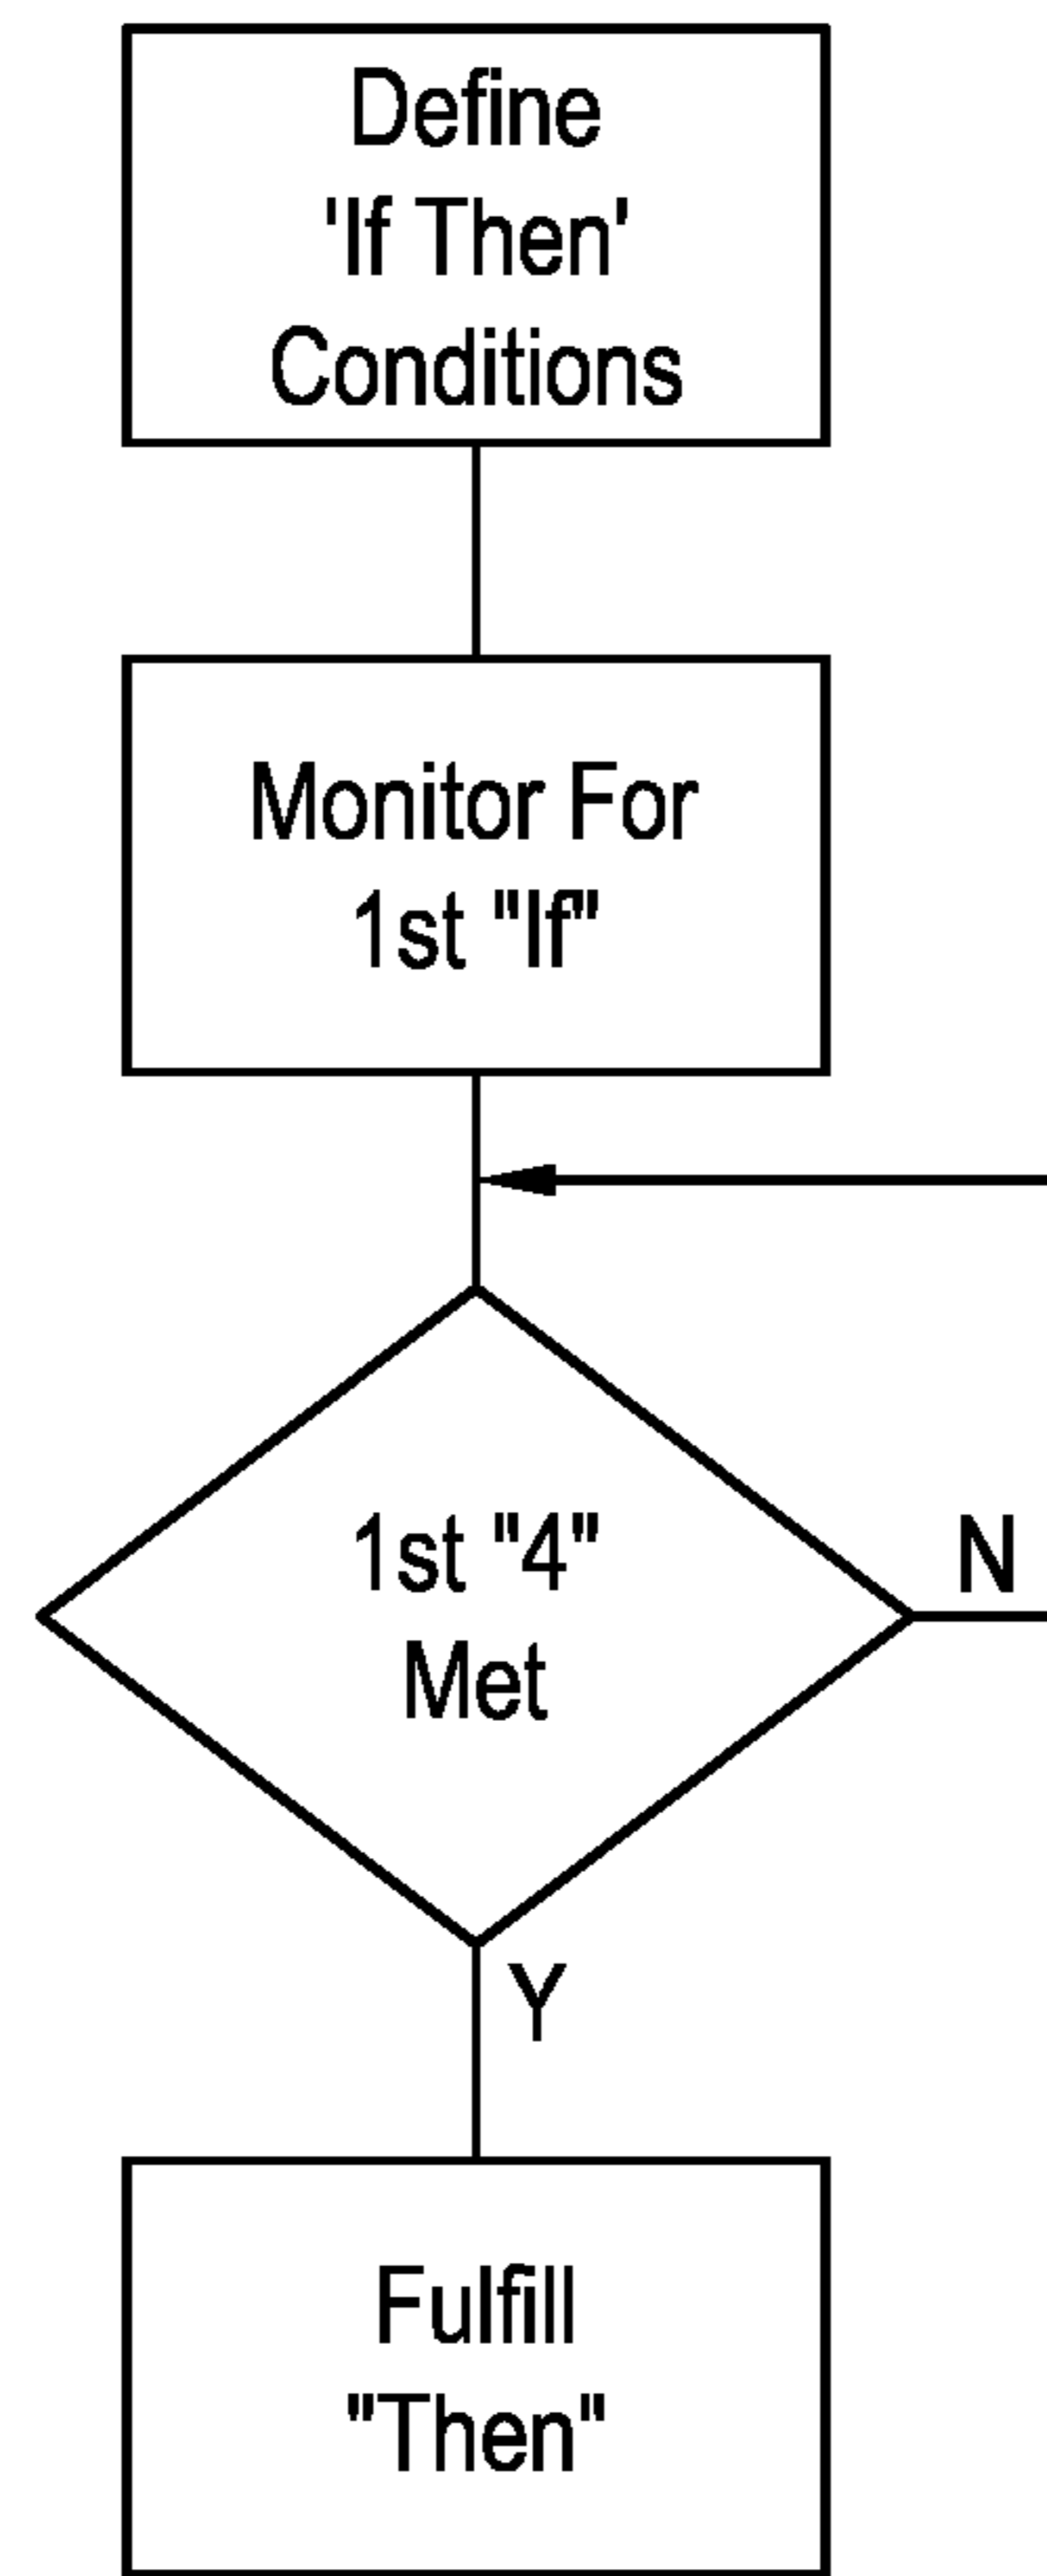 Define
'If Then'
Conditions
Monitor For
1st "If"
1st "4"
Met
N
Y
Fulfill
"Then"